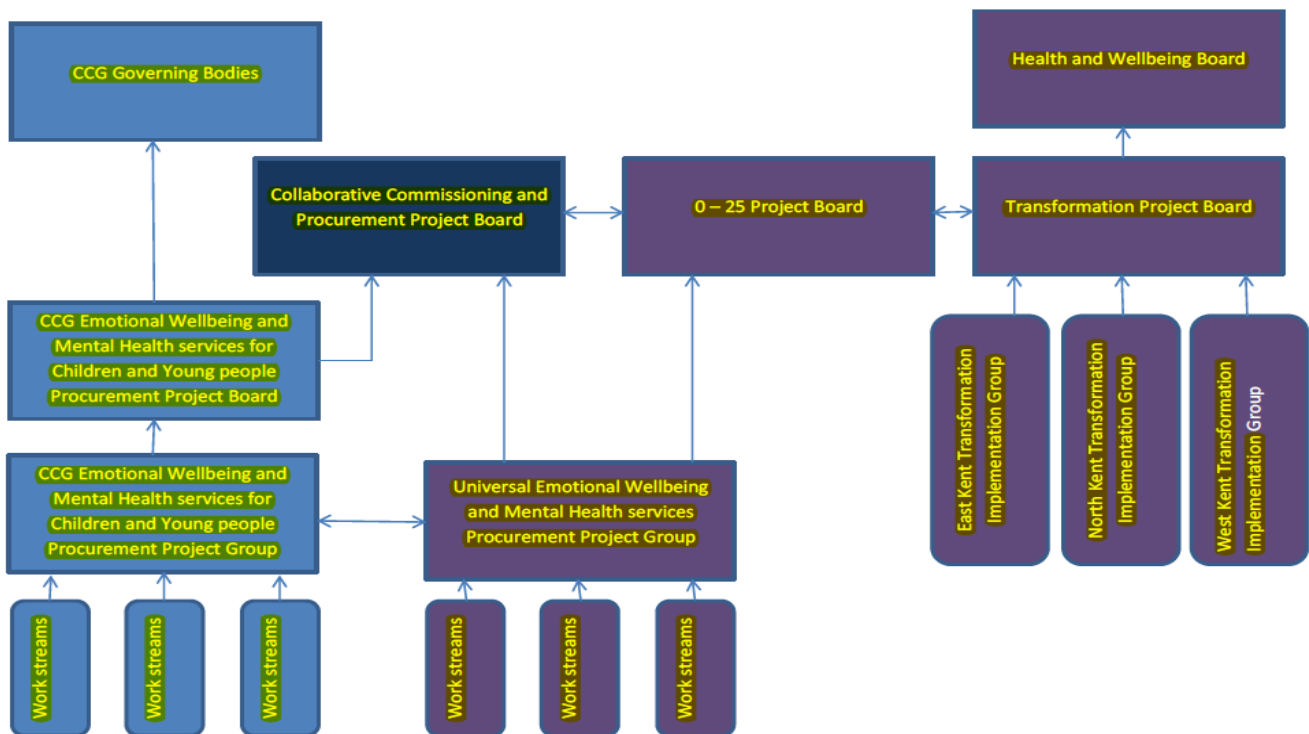 CCG Governing Bodies
Health and Wellbeing Board
Collaborative Commissioning and
Procurement Project Board
0 – 25 Project Board
Transformation Project Board
CCG Emotional Wellbeing and
Mental Health services for
Children and Young people
Procurement Project Board
East Kent Transformation
Implementation Group
North Kent Transformation
Implementation Group
West Kent Transformation
Implementation Group
CCG Emotional Wellbeing and
Mental Health services for
Children and Young people
Procurement Project Group
Universal Emotional Wellbeing
and Mental Health services
Procurement Project Group
Work streams
Work streams
Work streams
Work streams
Work streams
Work streams